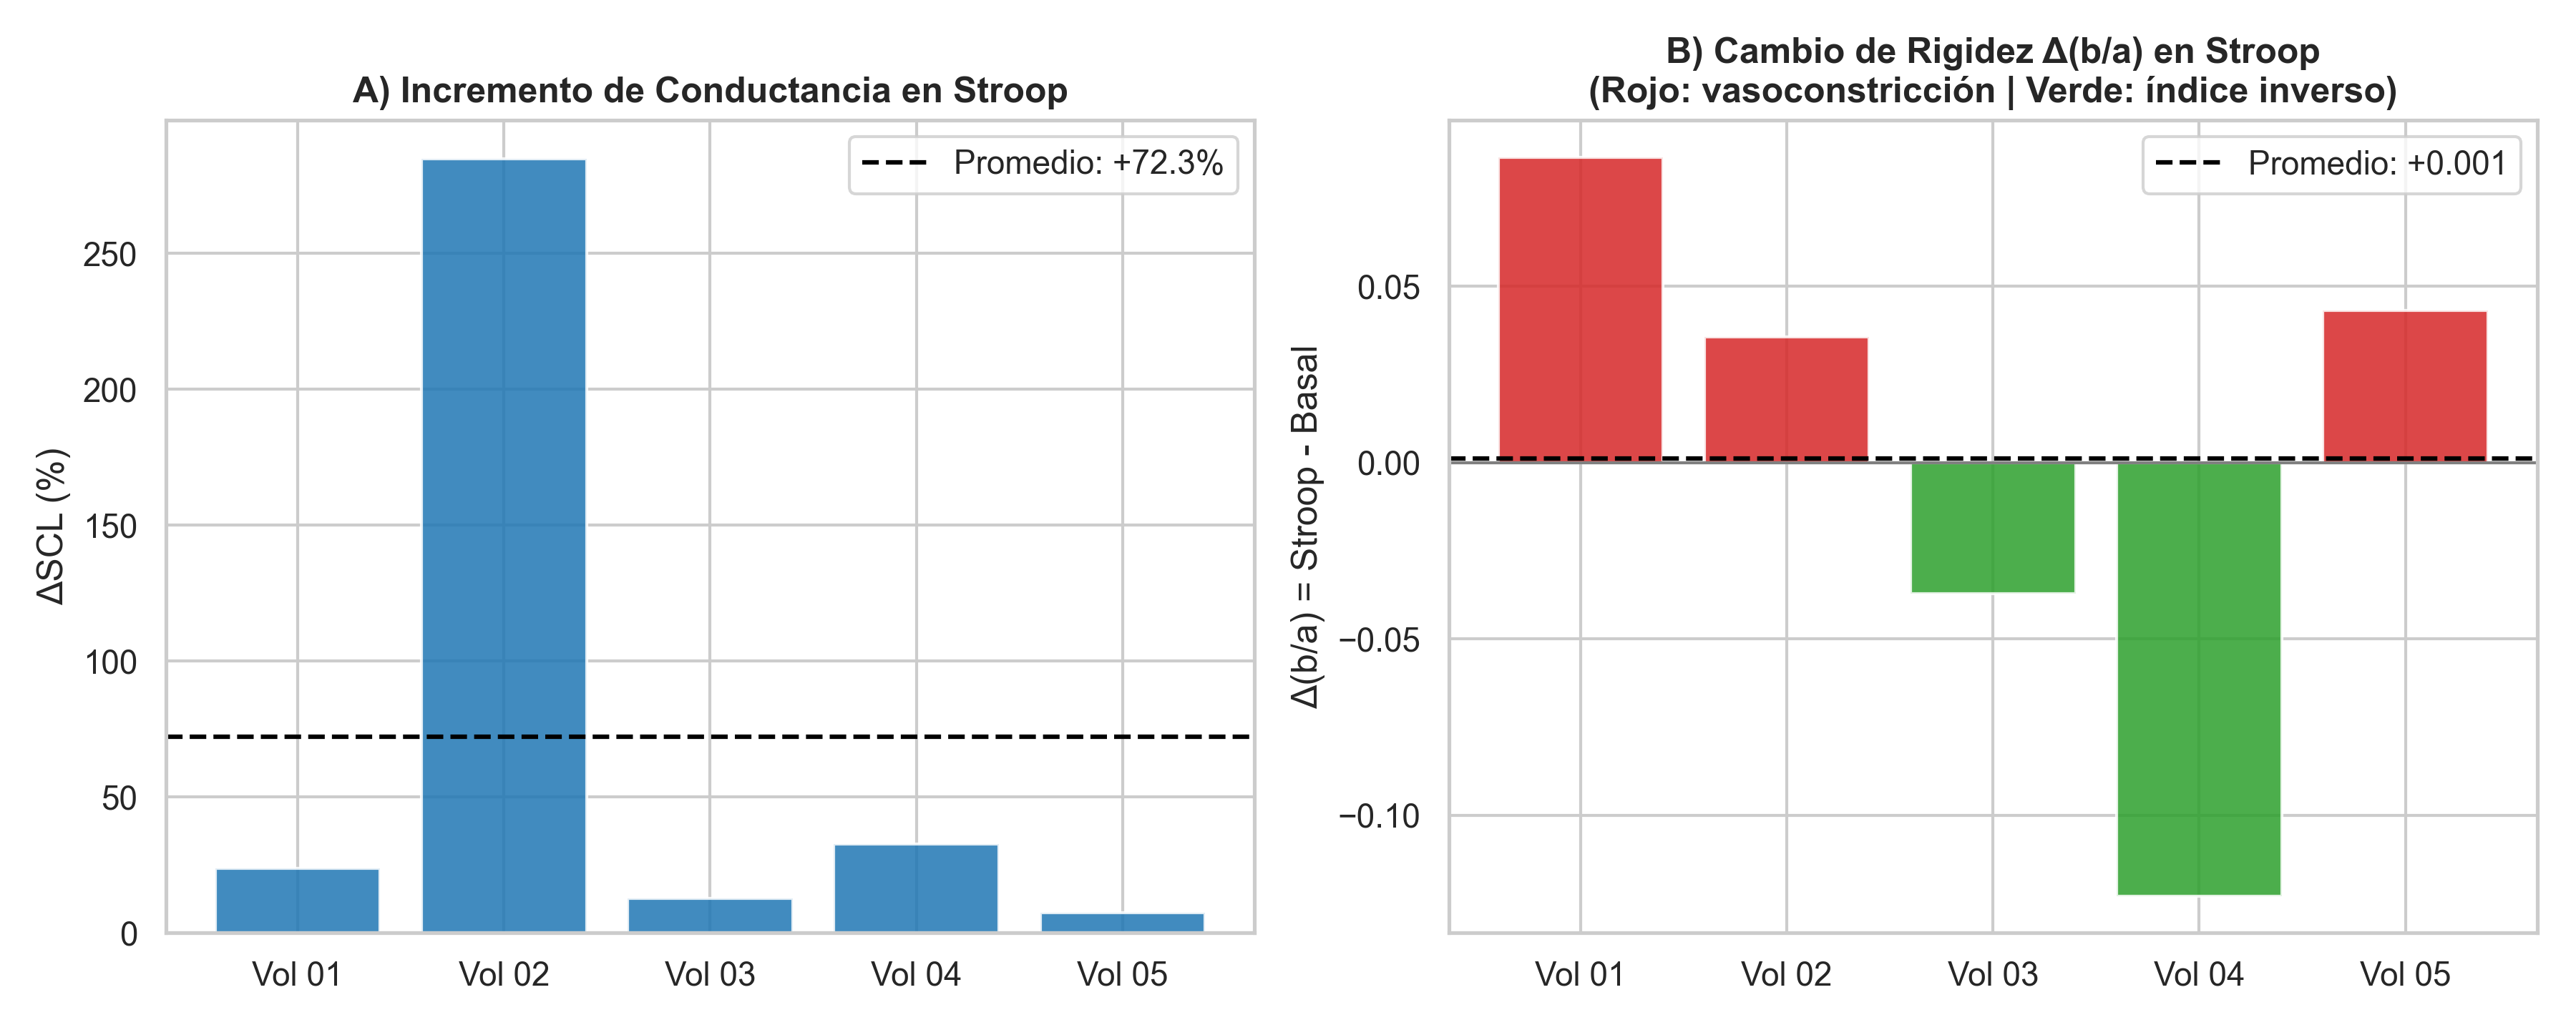 A) Incremento de Conductancia en Stroop
Promedio: +72.3%
ΔSCL (%)
250
200
150
100
50
0
Vol 01
Vol 02
Vol 03
Vol 04
Vol 05
B) Cambio de Rigidez Δ(b/a) en Stroop
(Rojo: vasoconstricción | Verde: índice inverso)
Promedio: +0.001
Δ(b/a) = Stroop - Basal
0.05
0.00
−0.05
−0.10
Vol 01
Vol 02
Vol 03
Vol 04
Vol 05